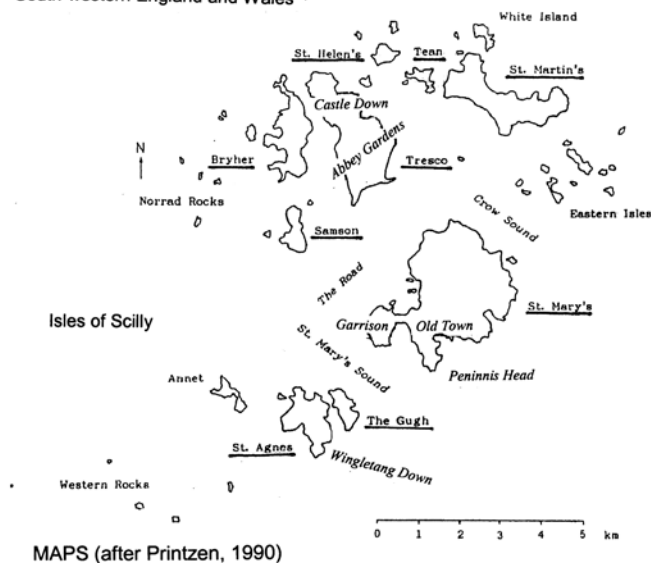 South Western England and Wales
White Island
St. Helen's
Tean
St. Martin's
Castle Down
Abbey Gardens
N
Bryher
Tresco
Norrad Rocks
Crow Sound
Eastern Isles
Samson
The Road
Isles of Scilly
St. Mary's
Garrison
Old Town
St. Mary's Sound
Peninnis Head
Annet
The Gugh
St. Agnes
Wingletang Down
Western Rocks
0 1 2 3 4 5 km
MAPS (after Printzen, 1990)